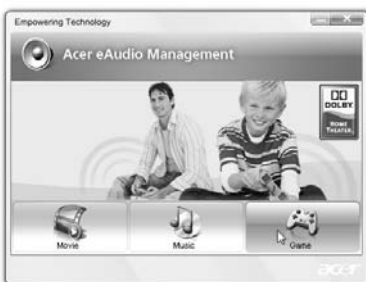 Empowering Technology
Acer eAudio Management
DOLBY
HOME
THEATER
Movie
Music
Game
acer